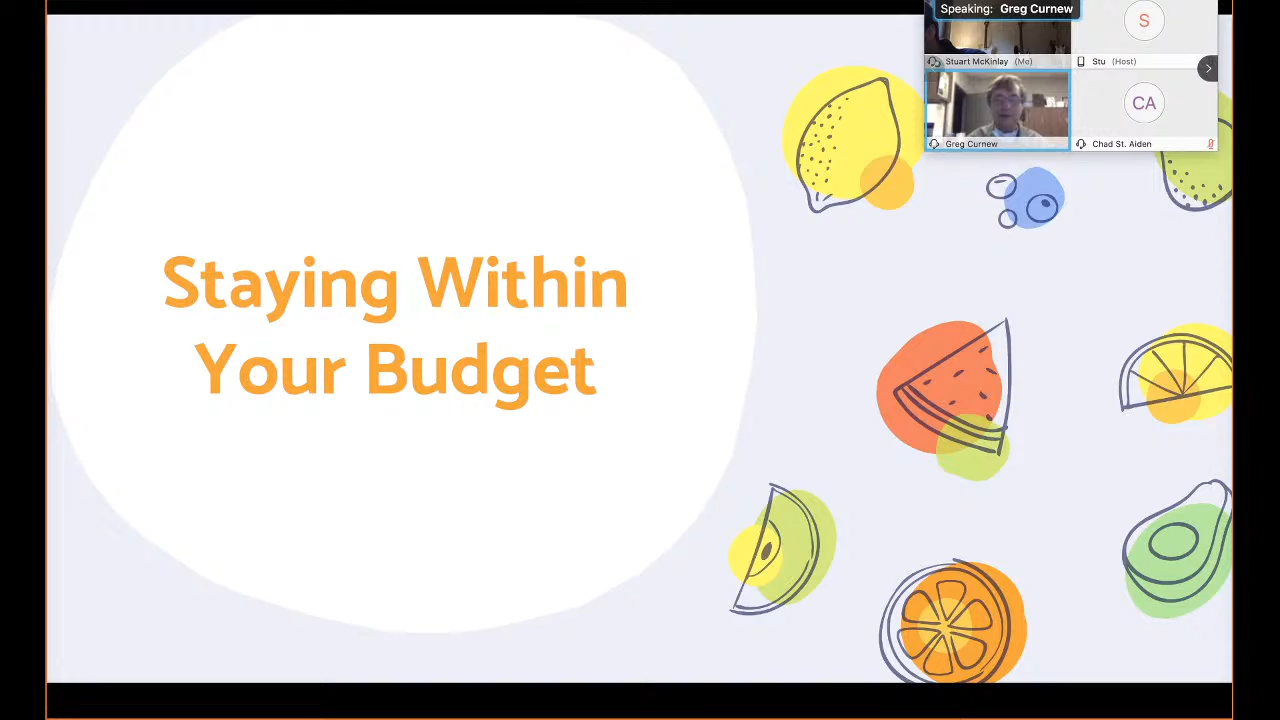 Speaking: Greg Curnew
S
Stuart McKinlay (Me)
Stu (Host)
CA
Greg Curnew
Chad St. Aiden
Staying Within
Your Budget